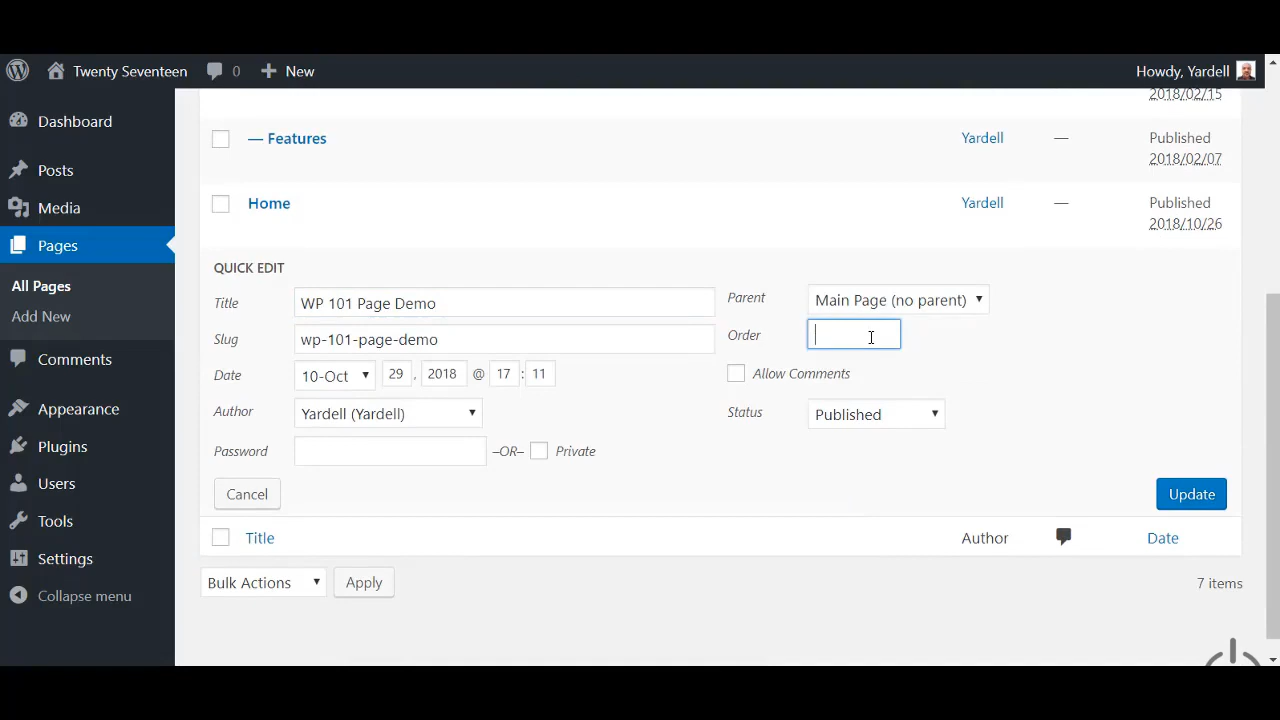 Twenty Seventeen 0 New Howdy, Yardell
2018/02/15
Dashboard
— Features Yardell — Published
2018/02/07
Posts
Media
Home Yardell — Published
2018/10/26
Pages
All Pages
Add New
Comments
Appearance
Plugins
Users
Tools
Settings
Collapse menu
QUICK EDIT
Title WP 101 Page Demo
Slug wp-101-page-demo
Date 10-Oct 29 , 2018 @ 17 : 11
Author Yardell (Yardell)
Password –OR– Private
Parent Main Page (no parent)
Order
Allow Comments
Status Published
Cancel Update
Title Author Date
Bulk Actions Apply 7 items